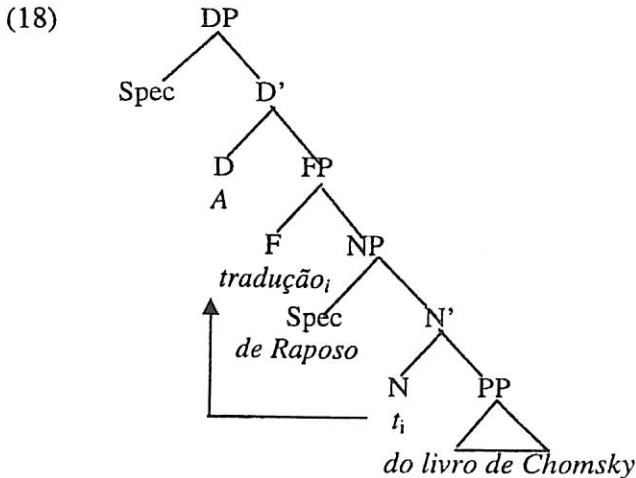 (18) DP
Spec D'
D FP
A
F NP
tradução_i
Spec N'
de Raposo
N PP
t_i
do livro de Chomsky